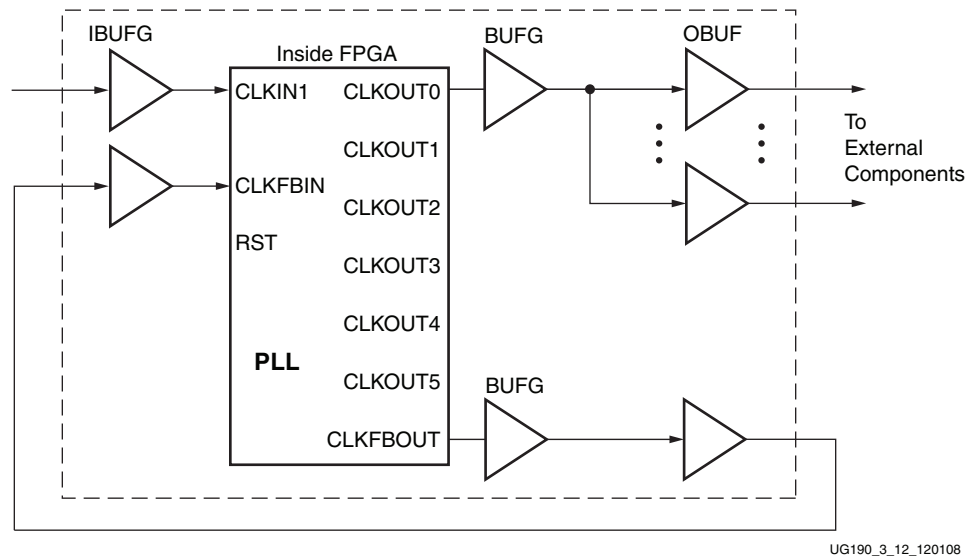 IBUFG
BUFG
OBUF
Inside FPGA
CLKIN1
CLKOUT0
CLKOUT1
To
External
Components
CLKFBIN
CLKOUT2
RST
CLKOUT3
CLKOUT4
PLL
CLKOUT5
BUFG
CLKFBOUT
UG190_3_12_120108